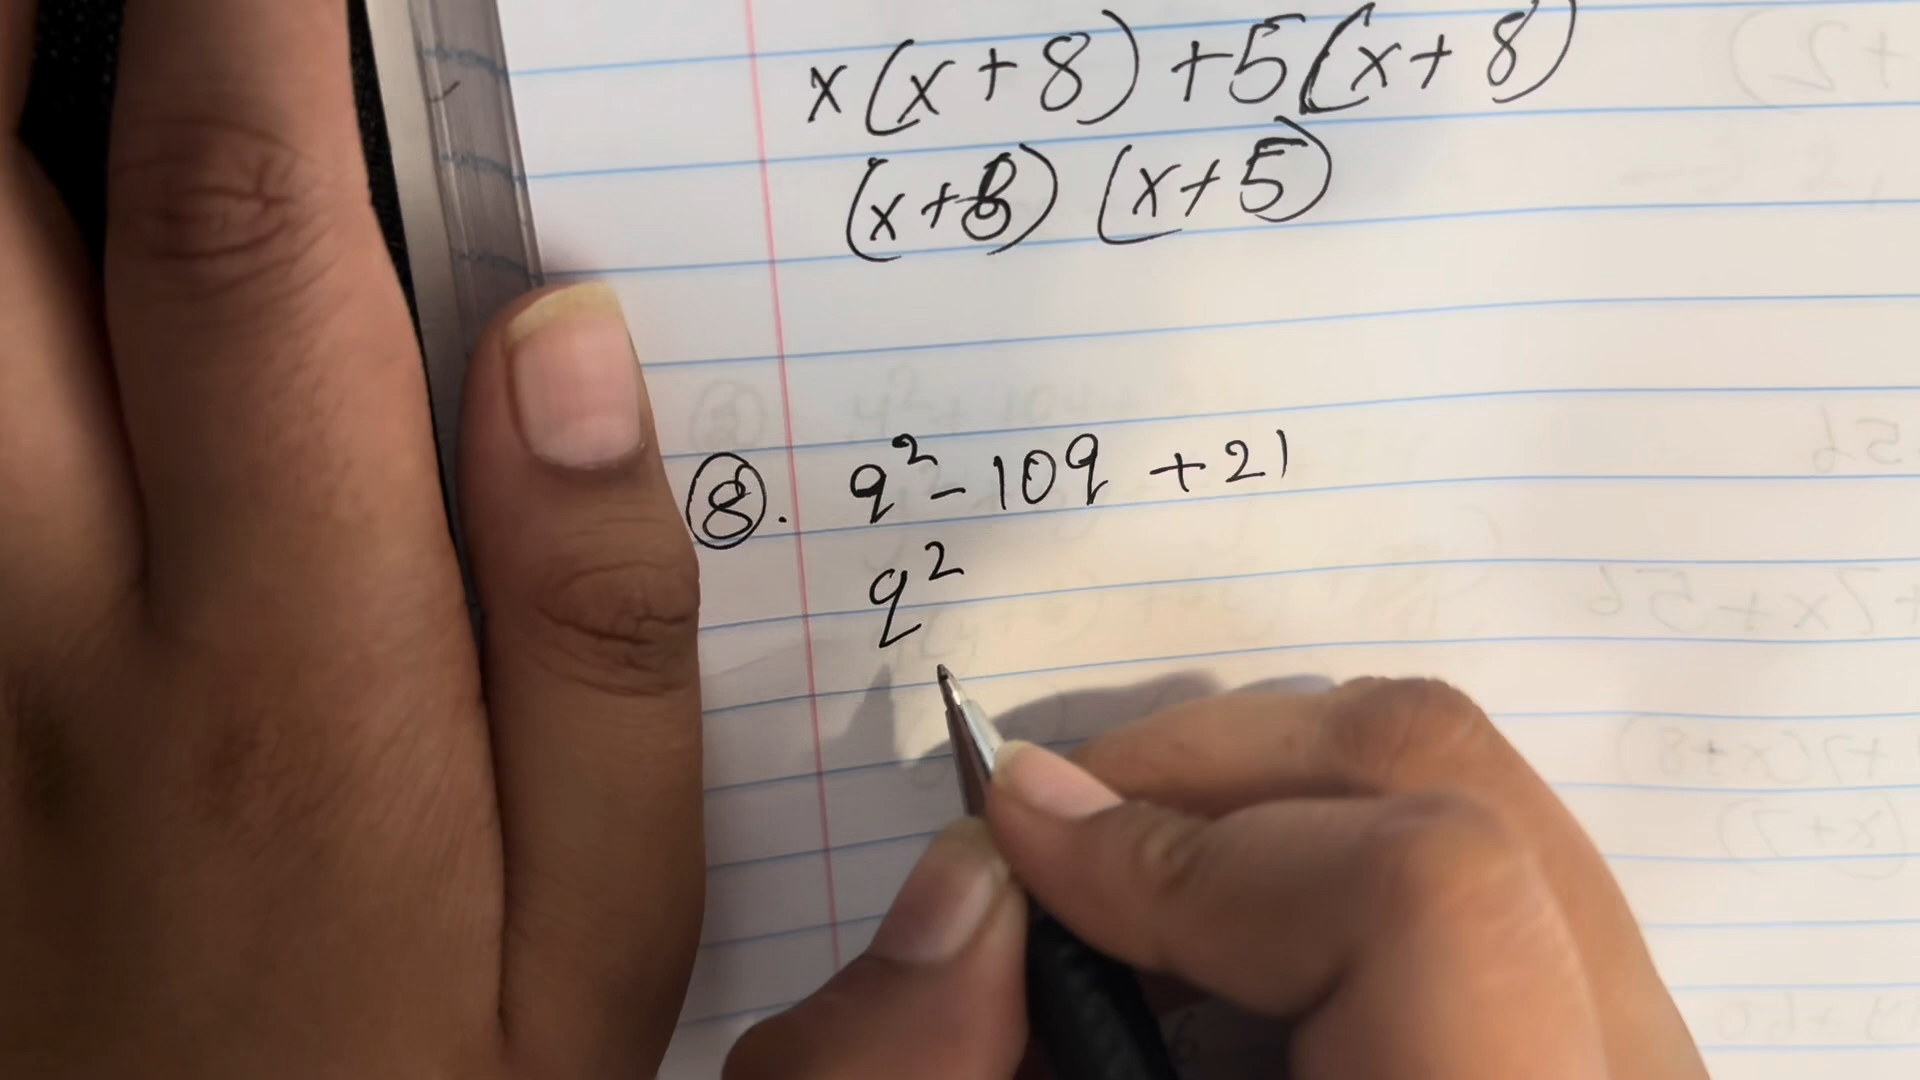 x(x+8)+5(x+8)
(x+8)(x+5)
8. q²-10q+21
q²